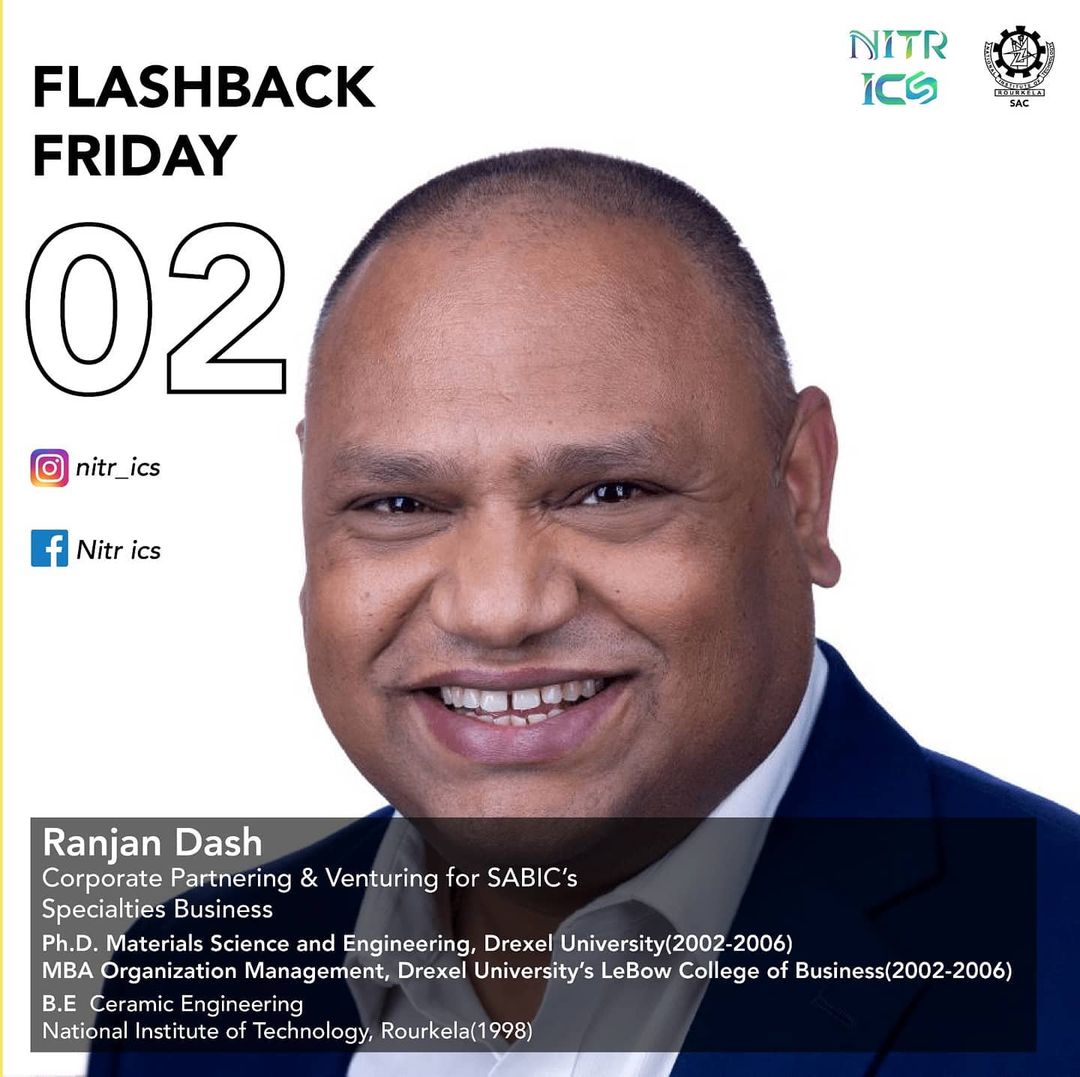 FLASHBACK
FRIDAY
NITR
ICS
ROURKELA
SAC
02
nitr_ics
Nitr ics
Ranjan Dash
Corporate Partnering & Venturing for SABIC’s
Specialties Business
Ph.D. Materials Science and Engineering, Drexel University(2002-2006)
MBA Organization Management, Drexel University’s LeBow College of Business(2002-2006)
B.E Ceramic Engineering
National Institute of Technology, Rourkela(1998)